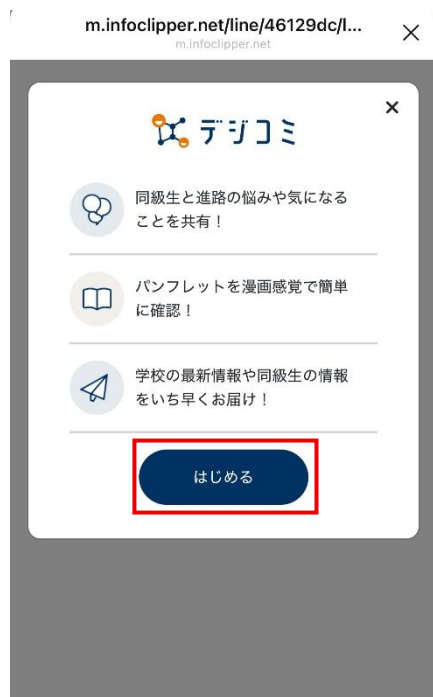 m.infoclipper.net/line/46129dc/l...
m.infoclipper.net
デジコミ
同級生と進路の悩みや気になる
ことを共有！
パンフレットを漫画感覚で簡単
に確認！
学校の最新情報や同級生の情報
をいち早くお届け！
はじめる